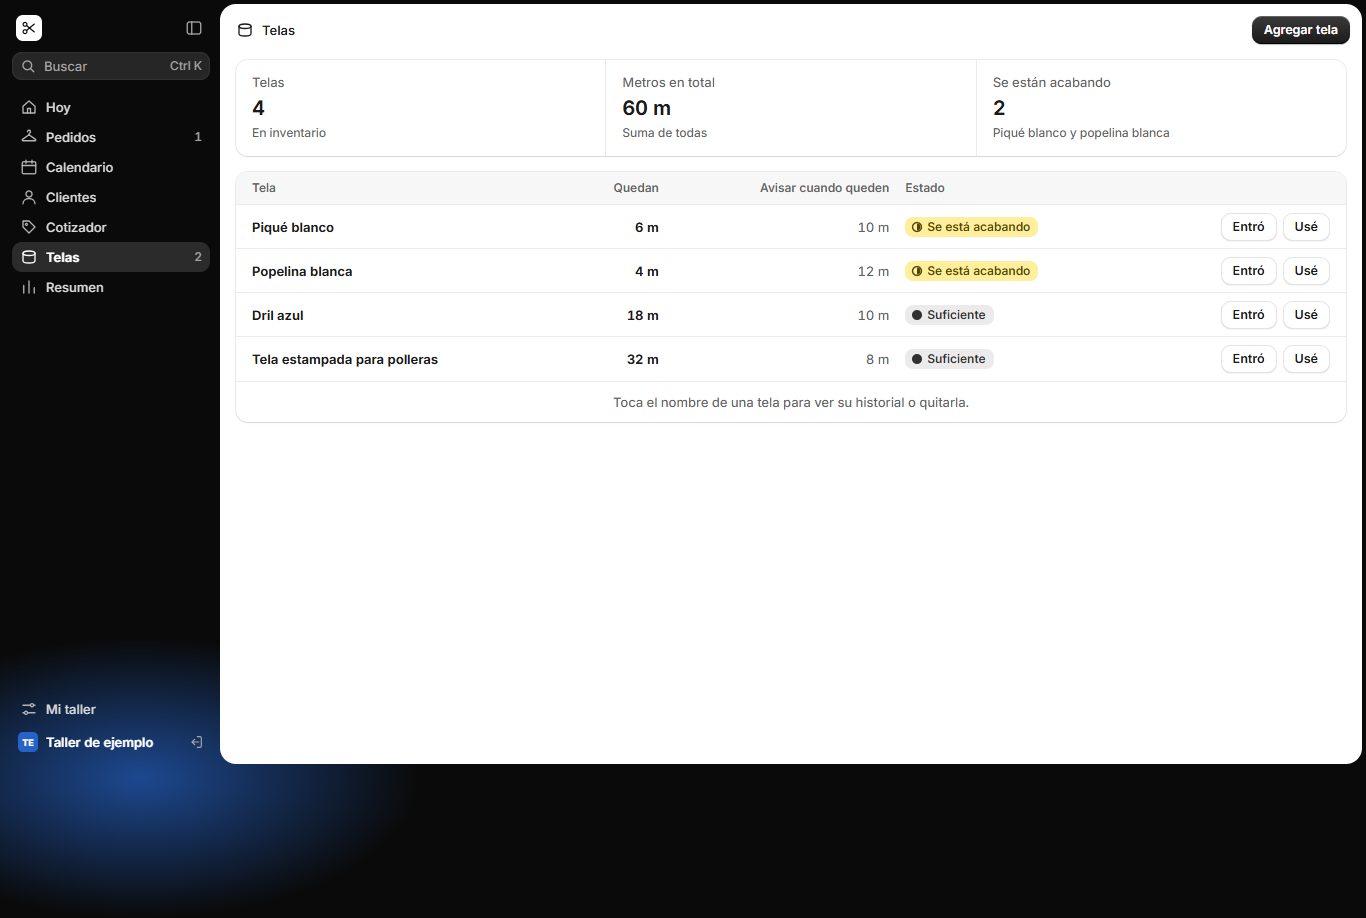 Buscar Ctrl K
Hoy
Pedidos 1
Calendario
Clientes
Cotizador
Telas 2
Resumen
Mi taller
TE Taller de ejemplo
Telas
Agregar tela
Telas
4
En inventario
Metros en total
60 m
Suma de todas
Se están acabando
2
Piqué blanco y popelina blanca
Tela Quedan Avisar cuando queden Estado
Piqué blanco 6 m 10 m Se está acabando Entró Usé
Popelina blanca 4 m 12 m Se está acabando Entró Usé
Dril azul 18 m 10 m Suficiente Entró Usé
Tela estampada para polleras 32 m 8 m Suficiente Entró Usé
Toca el nombre de una tela para ver su historial o quitarla.